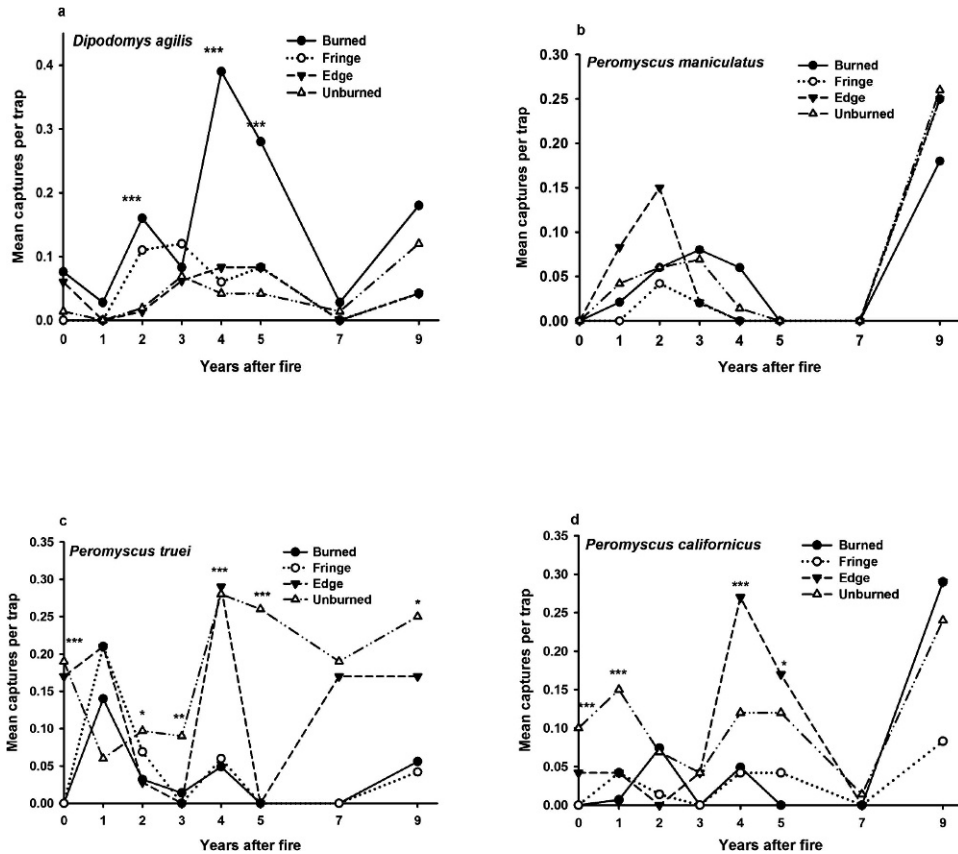 a
Dipodomys agilis
***
***
***
Burned
Fringe
Edge
Unburned
Mean captures per trap
0.4
0.3
0.2
0.1
0.0
0 1 2 3 4 5 7 9
Years after fire
b
Peromyscus maniculatus
Burned
Fringe
Edge
Unburned
Mean captures per trap
0.30
0.25
0.20
0.15
0.10
0.05
0.00
0 1 2 3 4 5 7 9
Years after fire
c
Peromyscus truei
Burned
Fringe
Edge
Unburned
***
*
**
***
***
*
Mean captures per trap
0.35
0.30
0.25
0.20
0.15
0.10
0.05
0.00
0 1 2 3 4 5 7 9
Years after fire
d
Peromyscus californicus
Burned
Fringe
Edge
Unburned
***
***
***
*
Mean captures per trap
0.35
0.30
0.25
0.20
0.15
0.10
0.05
0.00
0 1 2 3 4 5 7 9
Years after fire